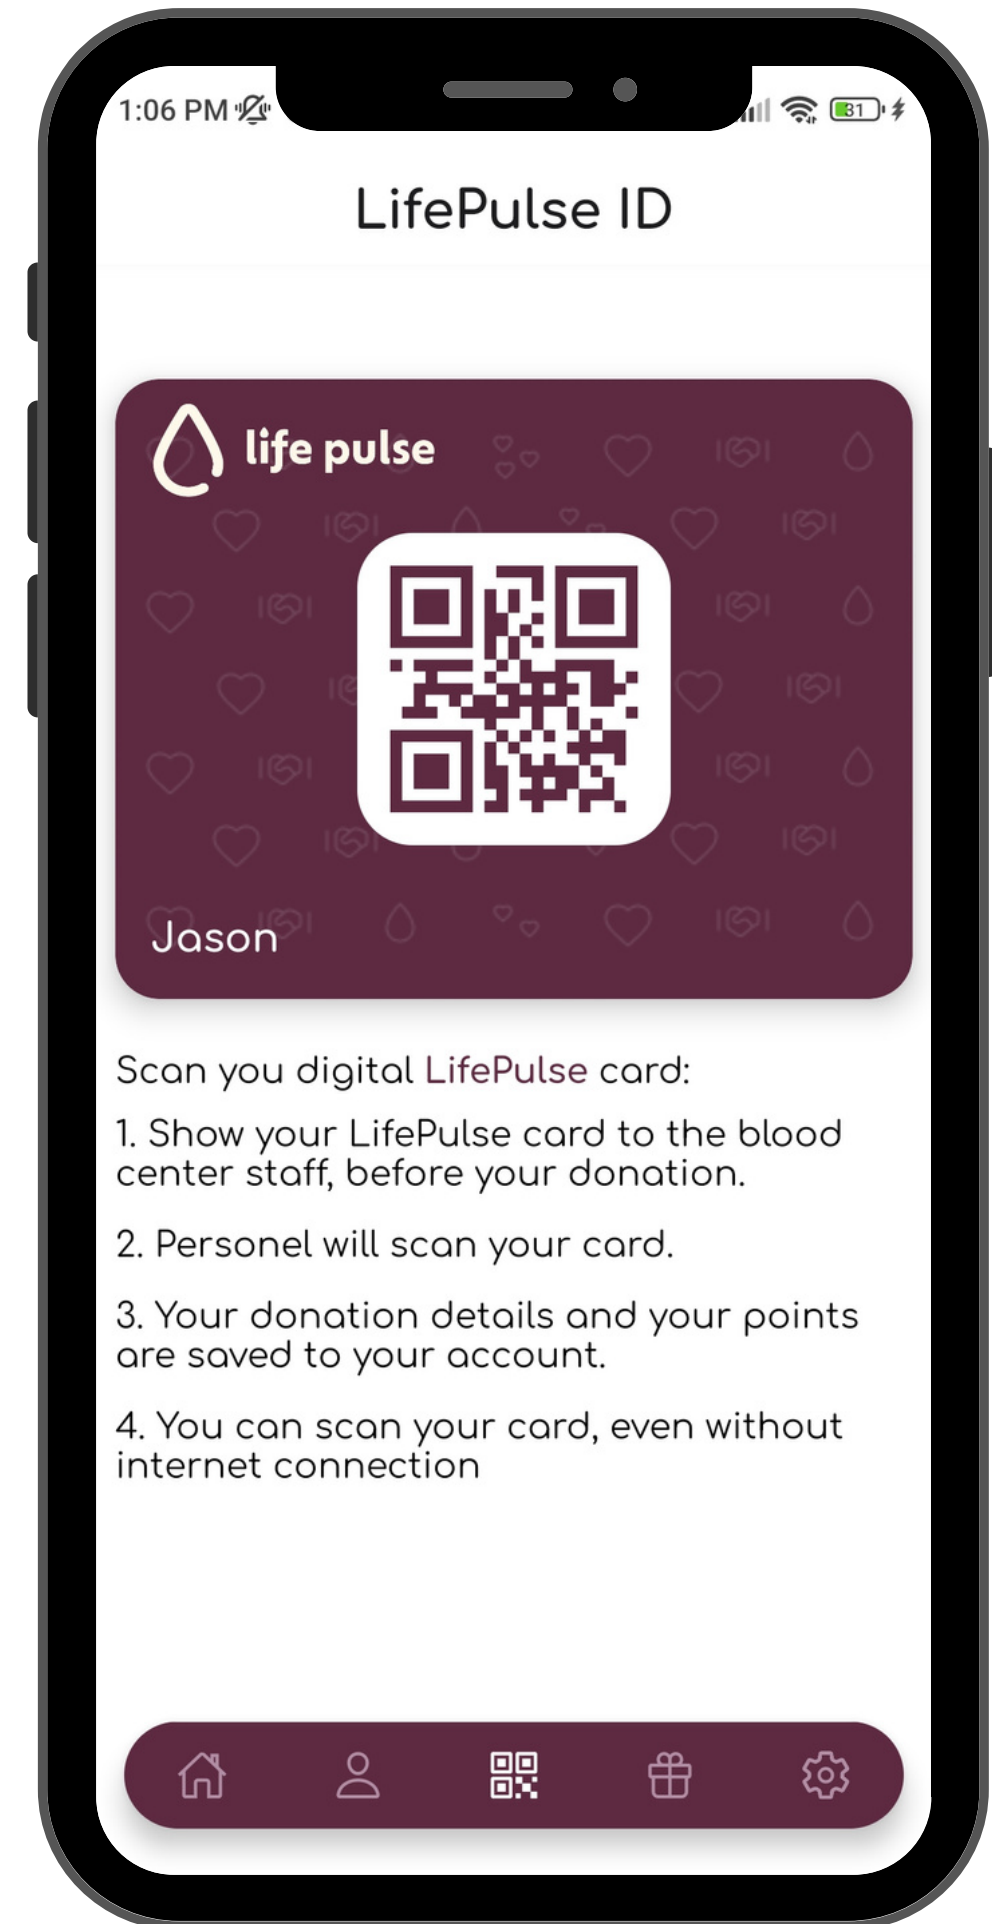 1:06 PM
31
LifePulse ID
life pulse
Jason
Scan you digital LifePulse card:
1. Show your LifePulse card to the blood
center staff, before your donation.
2. Personel will scan your card.
3. Your donation details and your points
are saved to your account.
4. You can scan your card, even without
internet connection